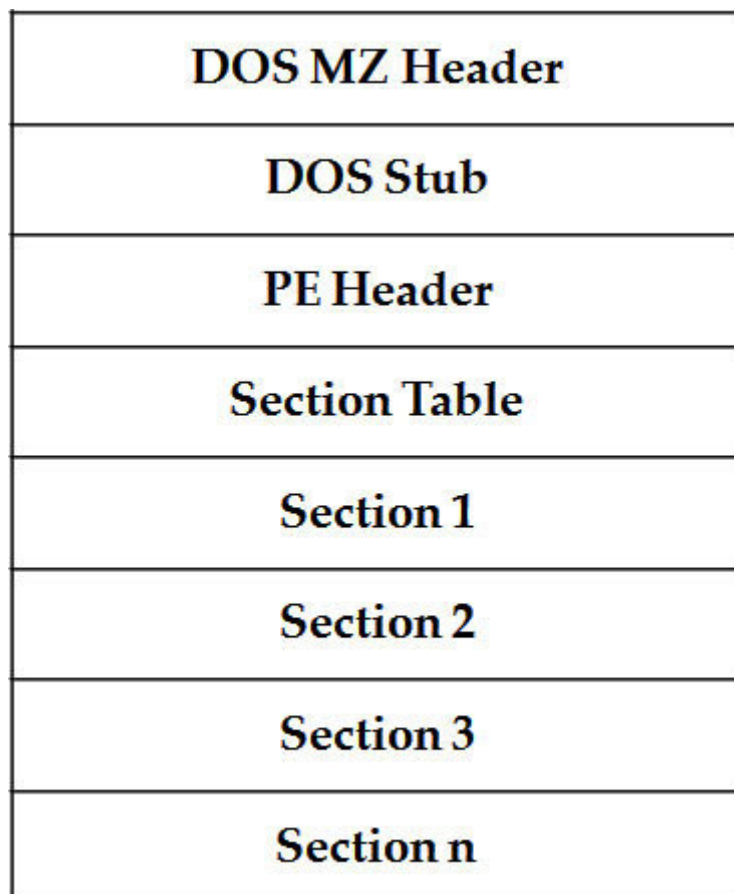 DOS MZ Header
DOS Stub
PE Header
Section Table
Section 1
Section 2
Section 3
Section n